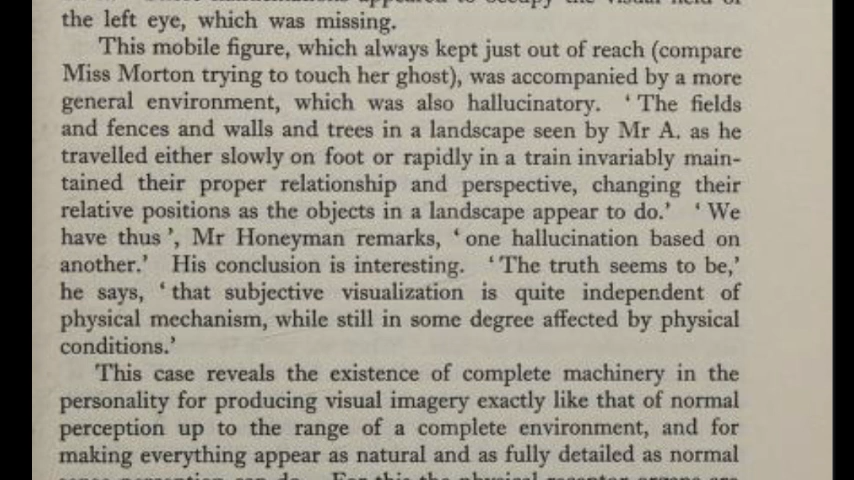 the left eye, which was missing.
This mobile figure, which always kept just out of reach (compare
Miss Morton trying to touch her ghost), was accompanied by a more
general environment, which was also hallucinatory. ‘ The fields
and fences and walls and trees in a landscape seen by Mr A. as he
travelled either slowly on foot or rapidly in a train invariably main-
tained their proper relationship and perspective, changing their
relative positions as the objects in a landscape appear to do.’ ‘ We
have thus ’, Mr Honeyman remarks, ‘ one hallucination based on
another.’ His conclusion is interesting. ‘ The truth seems to be,’
he says, ‘ that subjective visualization is quite independent of
physical mechanism, while still in some degree affected by physical
conditions.’
This case reveals the existence of complete machinery in the
personality for producing visual imagery exactly like that of normal
perception up to the range of a complete environment, and for
making everything appear as natural and as fully detailed as normal